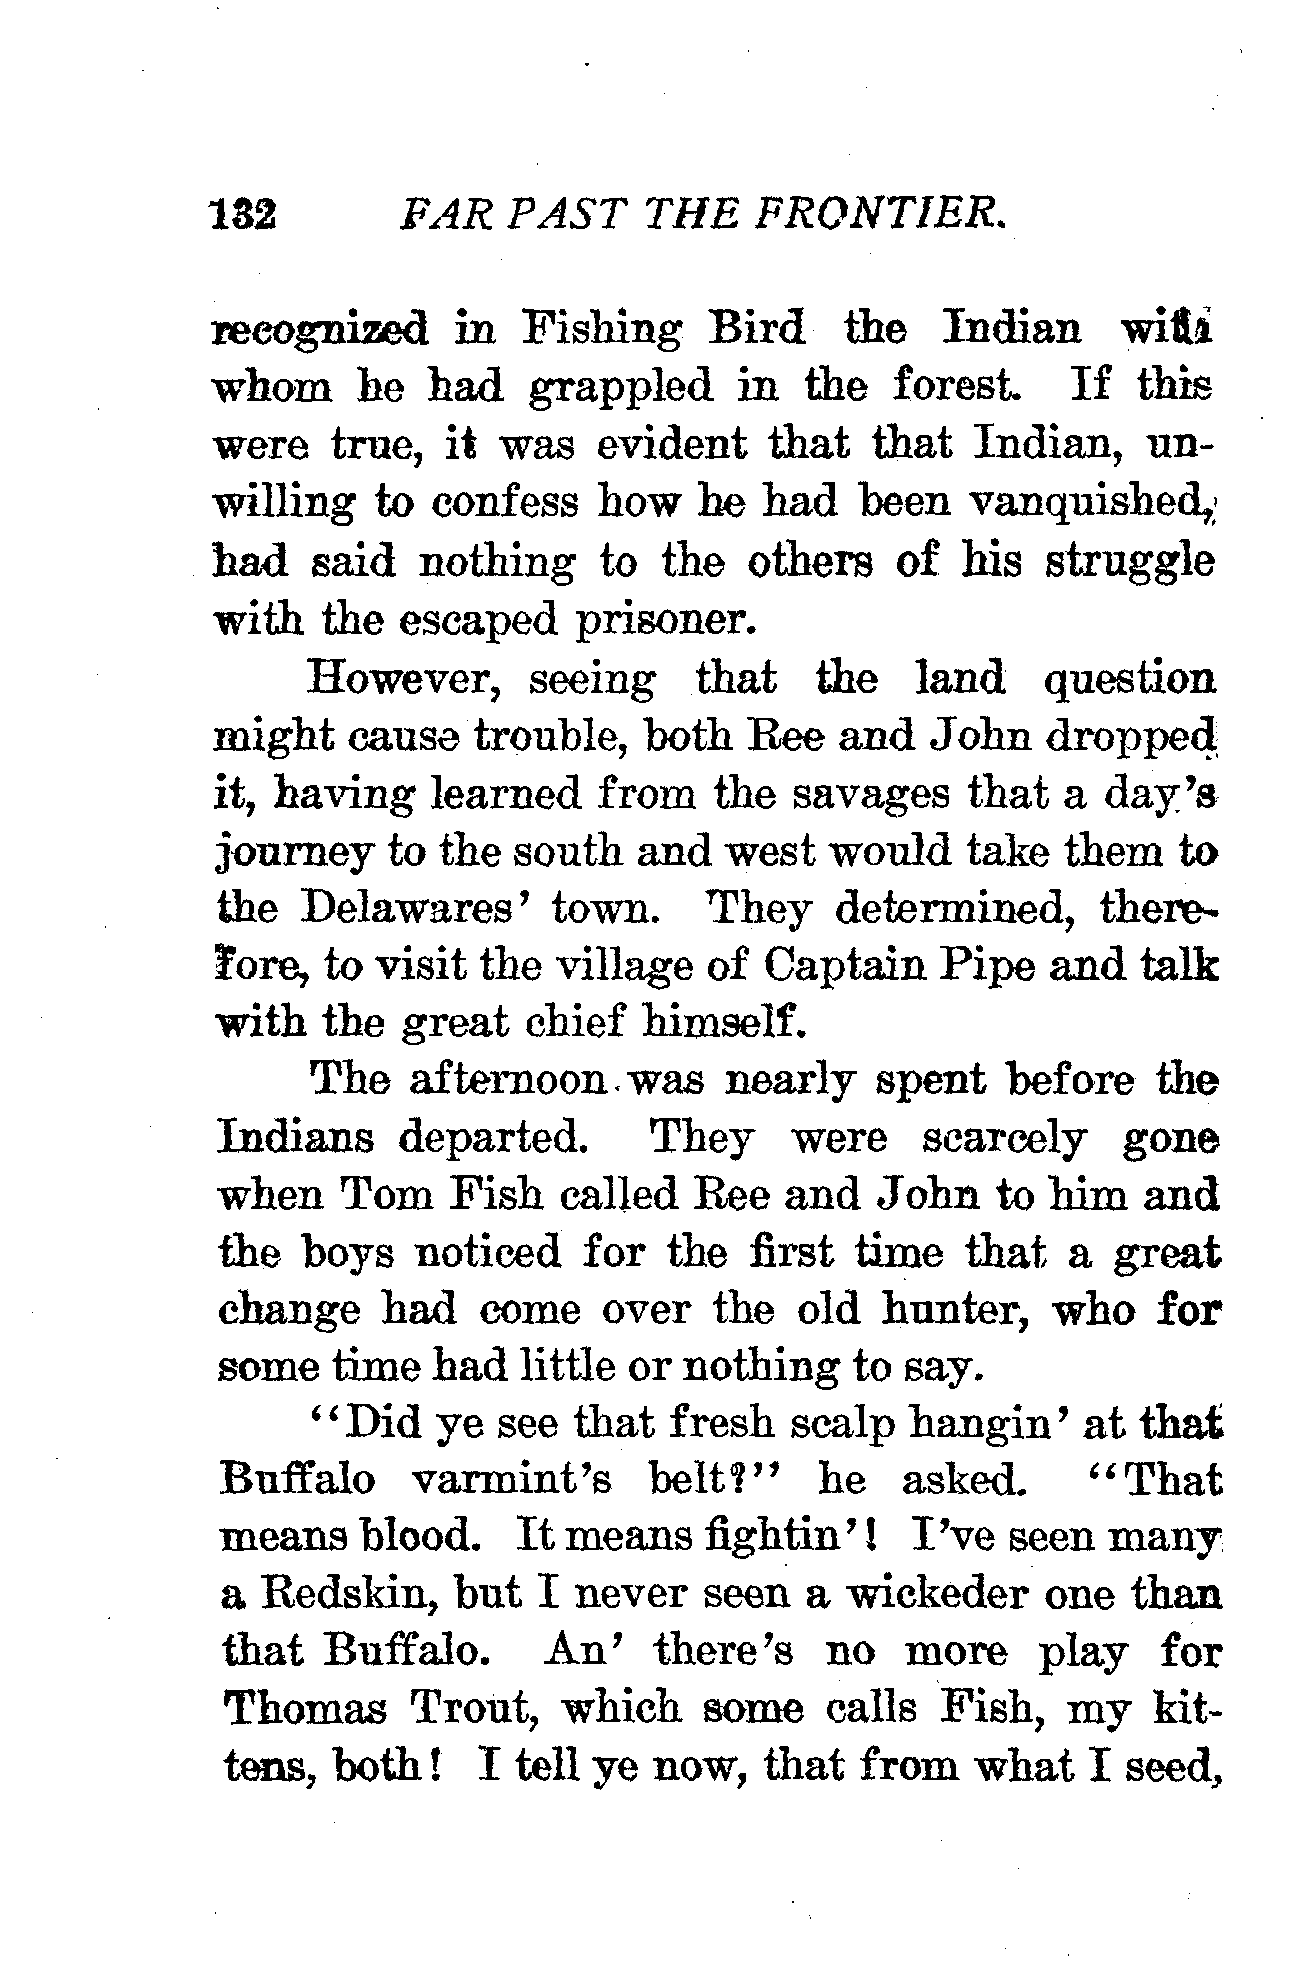 132 FAR PAST THE FRONTIER.
recognized in Fishing Bird the Indian with
whom he had grappled in the forest. If this
were true, it was evident that that Indian, un-
willing to confess how he had been vanquished,
had said nothing to the others of his struggle
with the escaped prisoner.
However, seeing that the land question
might cause trouble, both Ree and John dropped
it, having learned from the savages that a day's
journey to the south and west would take them to
the Delawares' town. They determined, there-
fore, to visit the village of Captain Pipe and talk
with the great chief himself.
The afternoon was nearly spent before the
Indians departed. They were scarcely gone
when Tom Fish called Ree and John to him and
the boys noticed for the first time that a great
change had come over the old hunter, who for
some time had little or nothing to say.
"Did ye see that fresh scalp hangin' at that
Buffalo varmint's belt?" he asked. "That
means blood. It means fightin'! I've seen many
a Redskin, but I never seen a wickeder one than
that Buffalo. An' there's no more play for
Thomas Trout, which some calls Fish, my kit-
tens, both! I tell ye now, that from what I seed,